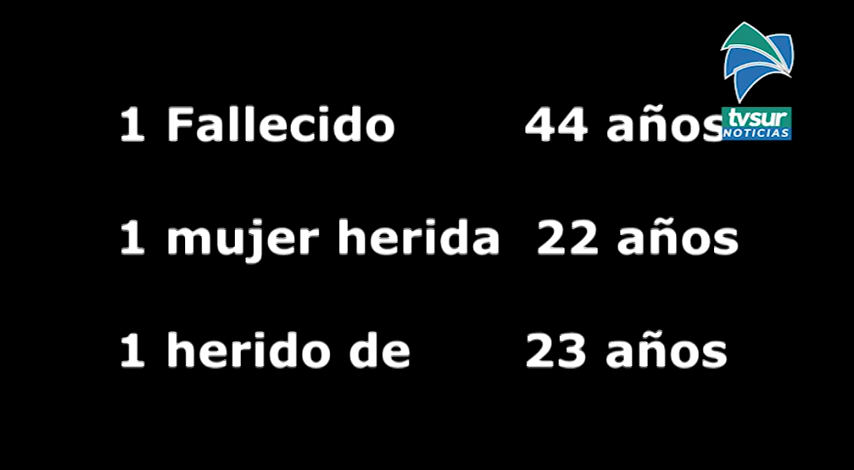 1 Fallecido 44 años
tvsur
NOTICIAS
1 mujer herida 22 años
1 herido de 23 años